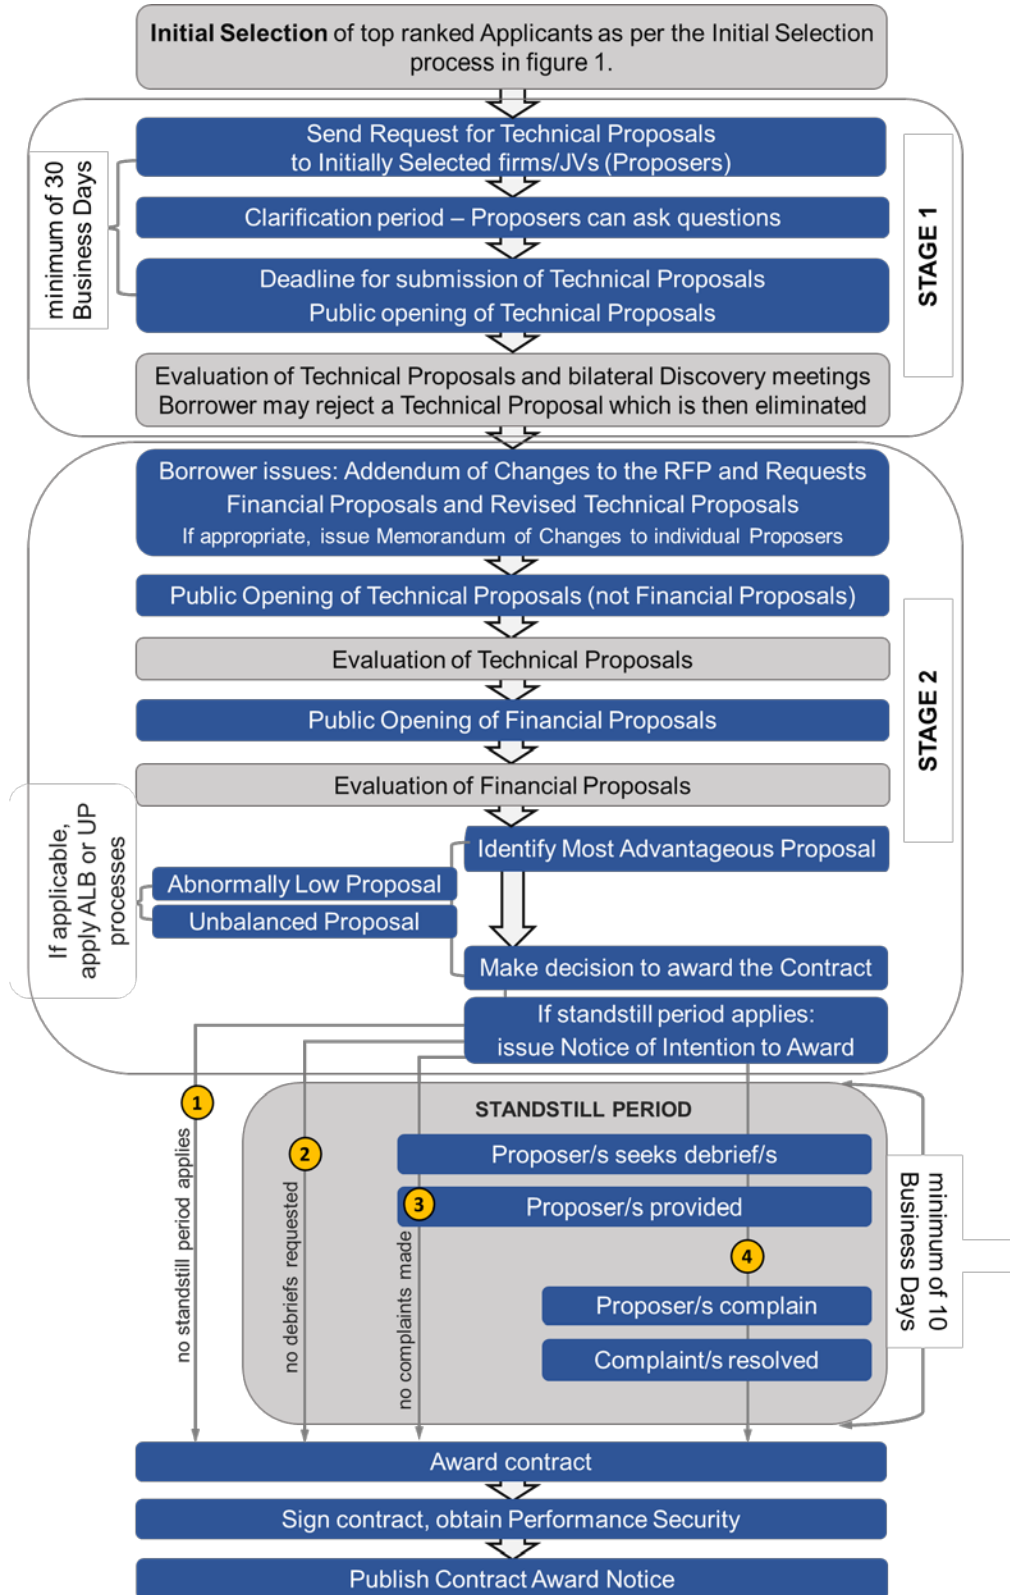 Initial Selection of top ranked Applicants as per the Initial Selection
process in figure 1.
STAGE 1
minimum of 30
Business Days
Send Request for Technical Proposals
to Initially Selected firms/JVs (Proposers)
Clarification period – Proposers can ask questions
Deadline for submission of Technical Proposals
Public opening of Technical Proposals
Evaluation of Technical Proposals and bilateral Discovery meetings
Borrower may reject a Technical Proposal which is then eliminated
STAGE 2
Borrower issues: Addendum of Changes to the RFP and Requests
Financial Proposals and Revised Technical Proposals
If appropriate, issue Memorandum of Changes to individual Proposers
Public Opening of Technical Proposals (not Financial Proposals)
Evaluation of Technical Proposals
Public Opening of Financial Proposals
Evaluation of Financial Proposals
If applicable,
apply ALB or UP
processes
Identify Most Advantageous Proposal
Abnormally Low Proposal
Unbalanced Proposal
Make decision to award the Contract
If standstill period applies:
issue Notice of Intention to Award
1
no standstill period applies
2
no debriefs requested
3
no complaints made
4
STANDSTILL PERIOD
Proposer/s seeks debrief/s
Proposer/s provided
Proposer/s complain
Complaint/s resolved
minimum of 10
Business Days
Award contract
Sign contract, obtain Performance Security
Publish Contract Award Notice